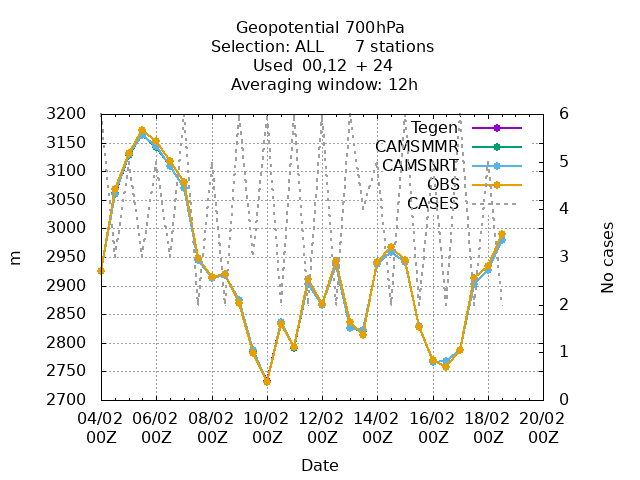 Geopotential 700hPa
Selection: ALL 7 stations
Used 00,12 + 24
Averaging window: 12h
3200
3150
3100
3050
3000
2950
2900
2850
2800
2750
2700
m
6
5
4
3
2
1
0
No cases
Tegen
CAMSMMR
CAMSNRT
OBS
CASES
04/02 06/02 08/02 10/02 12/02 14/02 16/02 18/02 20/02
00Z 00Z 00Z 00Z 00Z 00Z 00Z 00Z 00Z
Date